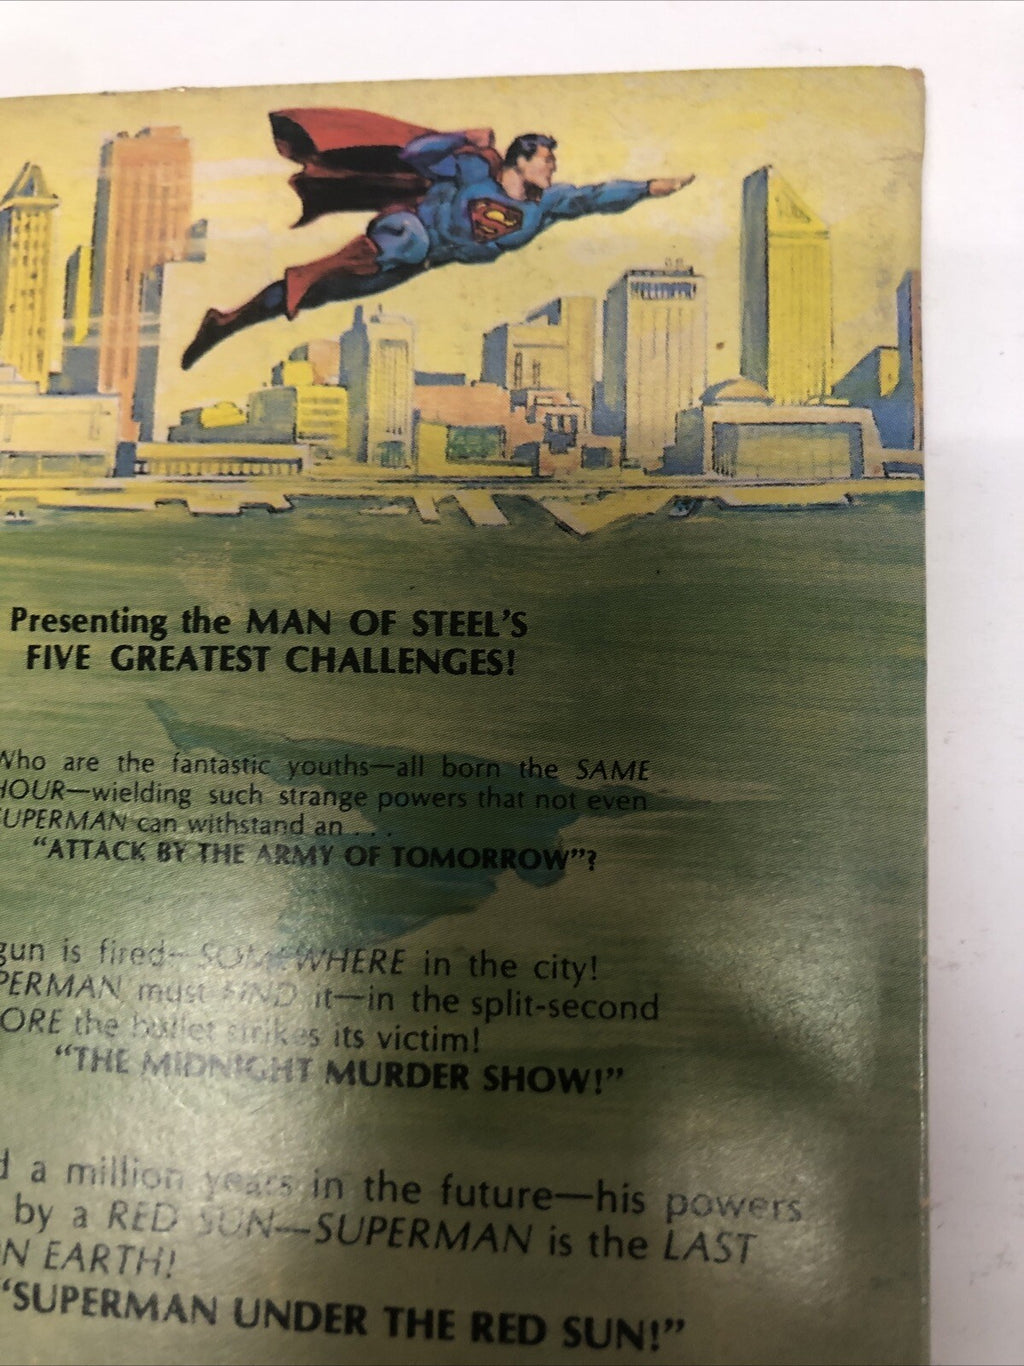 Presenting the MAN OF STEEL'S
FIVE GREATEST CHALLENGES!
Who are the fantastic youths—all born the SAME
HOUR—wielding such strange powers that not even
SUPERMAN can withstand an . . .
"ATTACK BY THE ARMY OF TOMORROW"?
gun is fired—SOMEWHERE in the city!
PERMAN must FIND it—in the split-second
ORE the bullet strikes its victim!
"THE MIDNIGHT MURDER SHOW!"
d a million years in the future—his powers
by a RED SUN—SUPERMAN is the LAST
N EARTH!
"SUPERMAN UNDER THE RED SUN!"